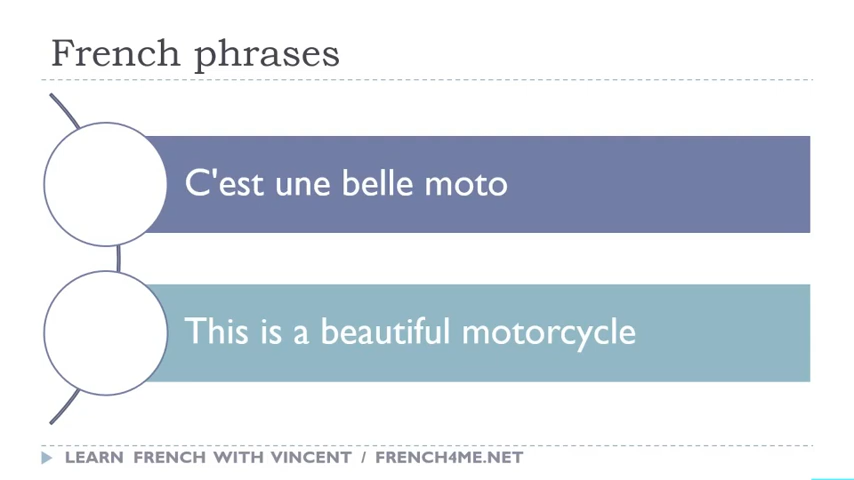 French phrases
C'est une belle moto
This is a beautiful motorcycle
LEARN FRENCH WITH VINCENT / FRENCH4ME.NET